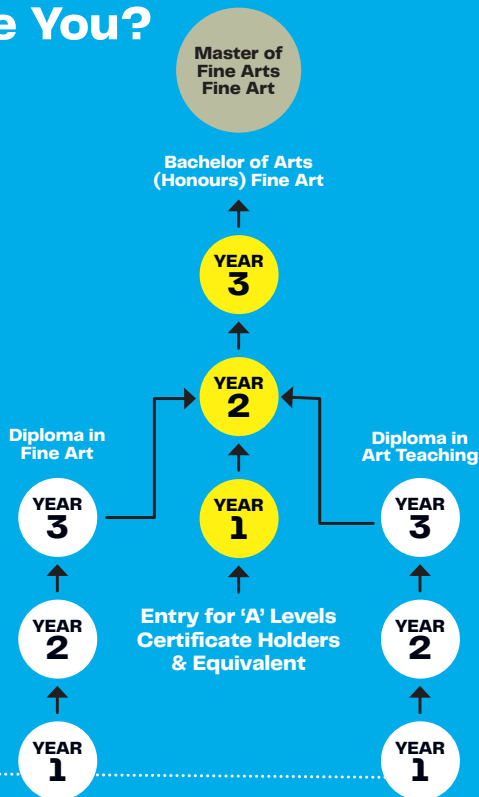 e You?
Master of
Fine Arts
Fine Art
Bachelor of Arts
(Honours) Fine Art
YEAR
3
YEAR
2
Diploma in
Fine Art
Diploma in
Art Teaching
YEAR
3
YEAR
1
YEAR
3
Entry for ‘A’ Levels
Certificate Holders
& Equivalent
YEAR
2
YEAR
2
YEAR
1
YEAR
1